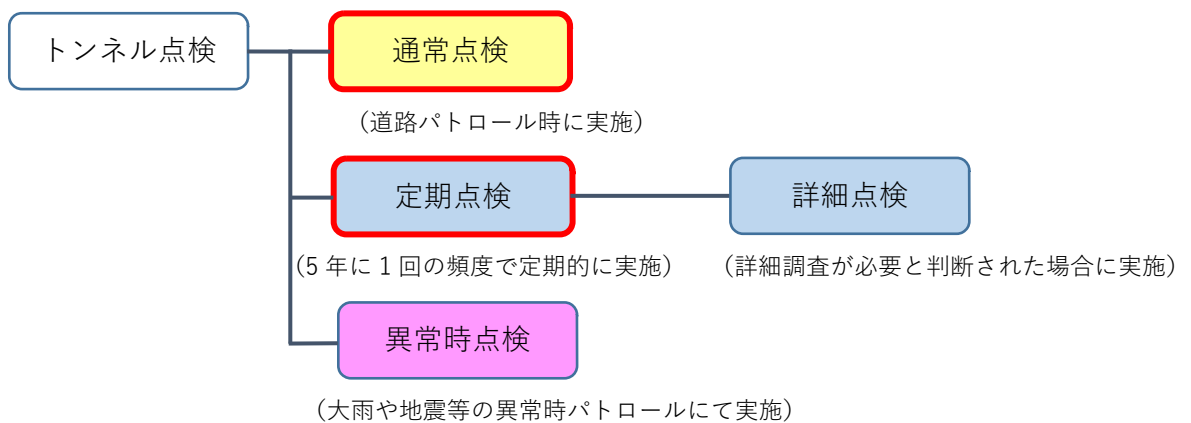 トンネル点検
通常点検
（道路パトロール時に実施）
定期点検
詳細点検
（5 年に 1 回の頻度で定期的に実施）
（詳細調査が必要と判断された場合に実施）
異常時点検
（大雨や地震等の異常時パトロールにて実施）